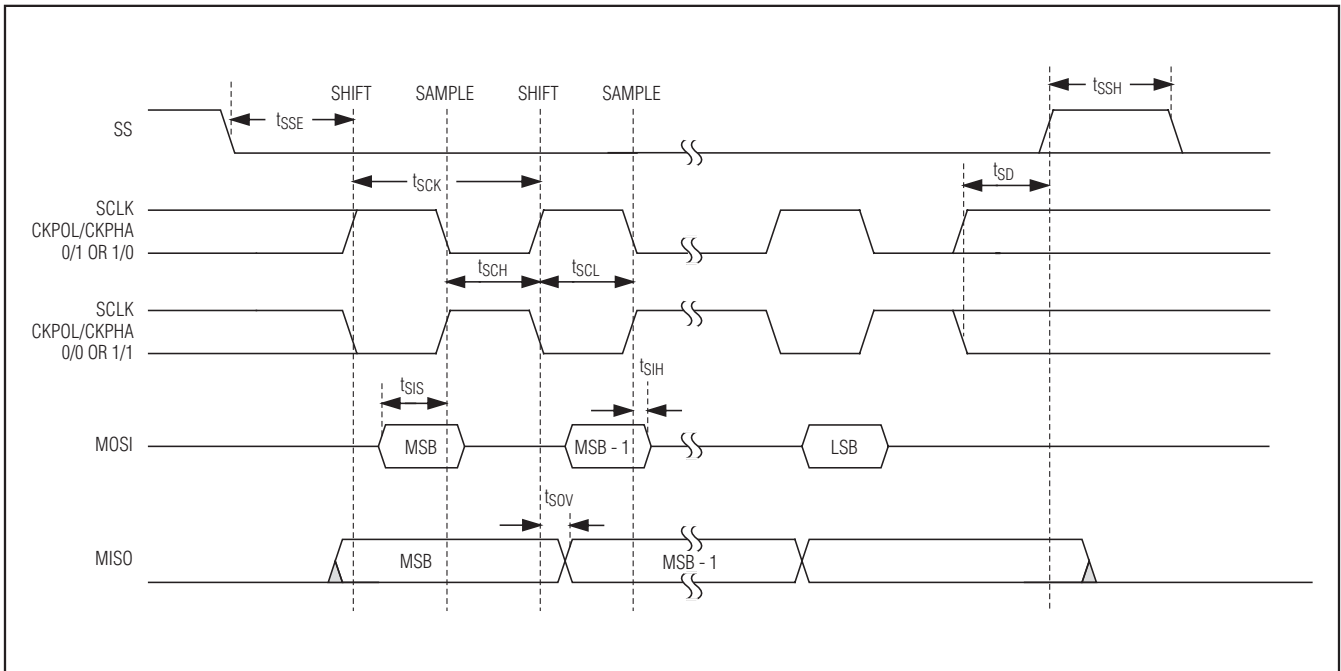 SHIFT SAMPLE SHIFT SAMPLE
tSSH
SS
tSSE
tSCK
tSD
SCLK
CKPOL/CKPHA
0/1 OR 1/0
tSCH tSCL
SCLK
CKPOL/CKPHA
0/0 OR 1/1
tSIS
tSIH
MOSI
MSB MSB - 1 LSB
tSOV
MISO
MSB MSB - 1